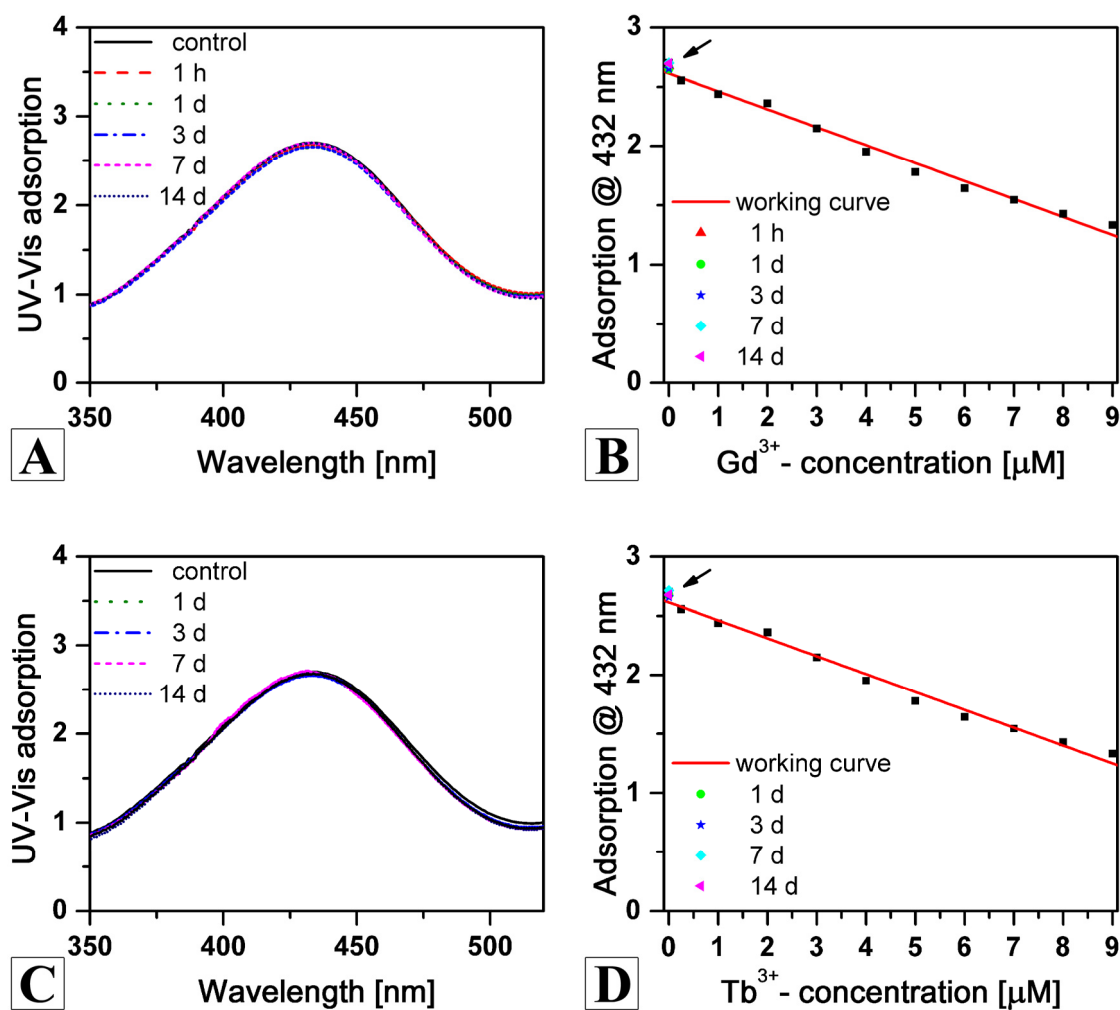 4
3
2
1
0
UV-Vis adsorption
control
1 h
1 d
3 d
7 d
14 d
350
400
450
500
Wavelength [nm]
A
3
2
1
0
Adsorption @ 432 nm
working curve
1 h
1 d
3 d
7 d
14 d
0 1 2 3 4 5 6 7 8 9
Gd³⁺- concentration [μM]
B
4
3
2
1
0
UV-Vis adsorption
control
1 d
3 d
7 d
14 d
350
400
450
500
Wavelength [nm]
C
3
2
1
0
Adsorption @ 432 nm
working curve
1 d
3 d
7 d
14 d
0 1 2 3 4 5 6 7 8 9
Tb³⁺- concentration [μM]
D